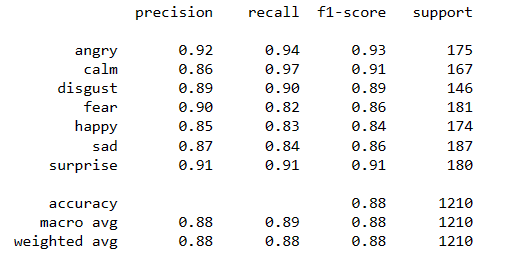 precision recall f1-score support
angry 0.92 0.94 0.93 175
calm 0.86 0.97 0.91 167
disgust 0.89 0.90 0.89 146
fear 0.90 0.82 0.86 181
happy 0.85 0.83 0.84 174
sad 0.87 0.84 0.86 187
surprise 0.91 0.91 0.91 180
accuracy 0.88 1210
macro avg 0.88 0.89 0.88 1210
weighted avg 0.88 0.88 0.88 1210